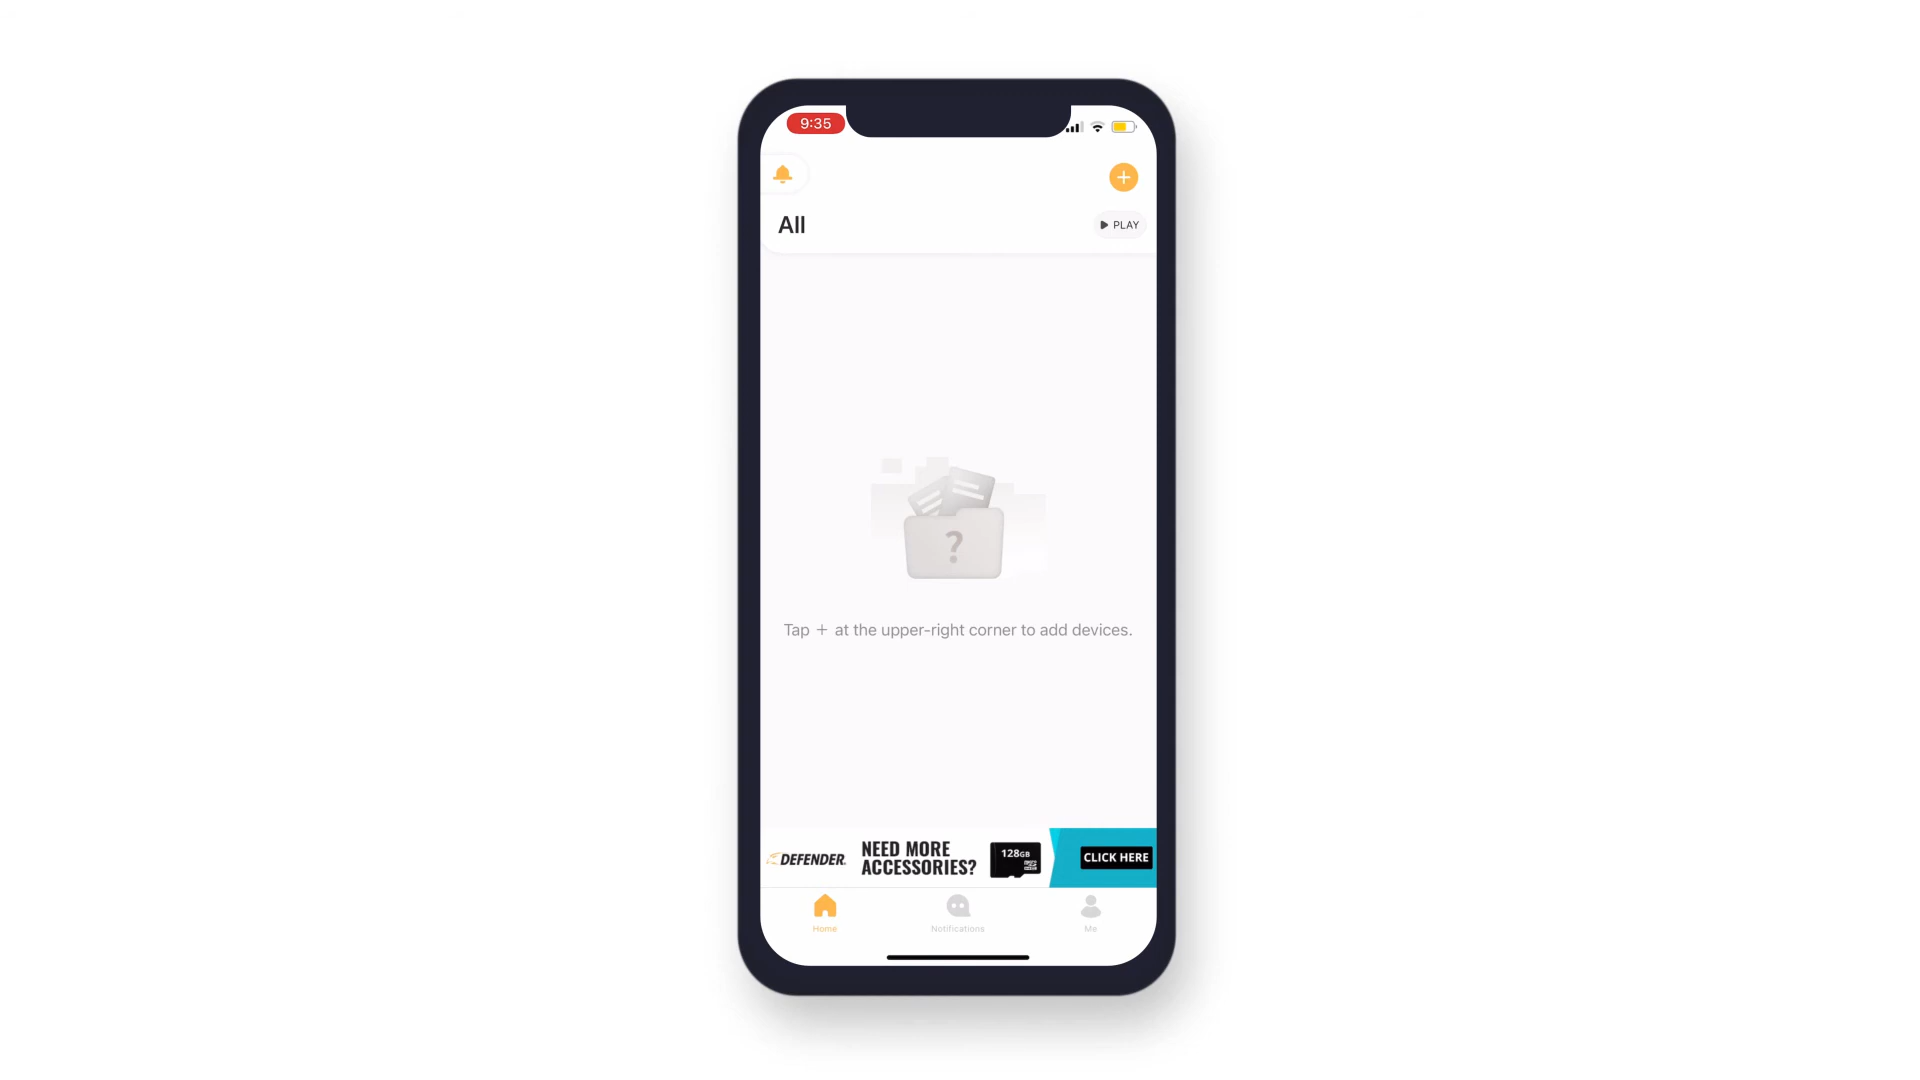 9:35
All
PLAY
?
Tap + at the upper-right corner to add devices.
DEFENDER
NEED MORE
ACCESSORIES?
128GB
CLICK HERE
Home
Notifications
Me